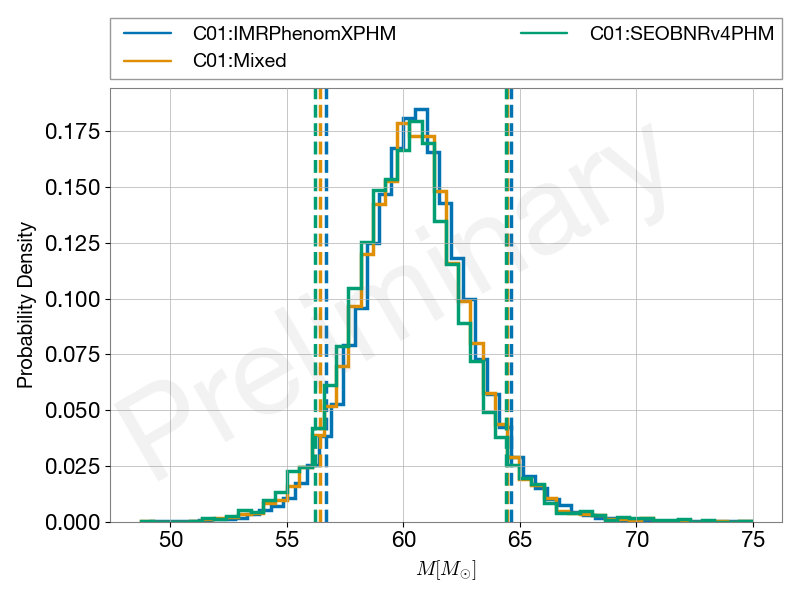 C01:IMRPhenomXPHM
C01:SEOBNRv4PHM
C01:Mixed
Preliminary
Probability Density
0.175
0.150
0.125
0.100
0.075
0.050
0.025
0.000
50 55 60 65 70 75
M[M⊙]